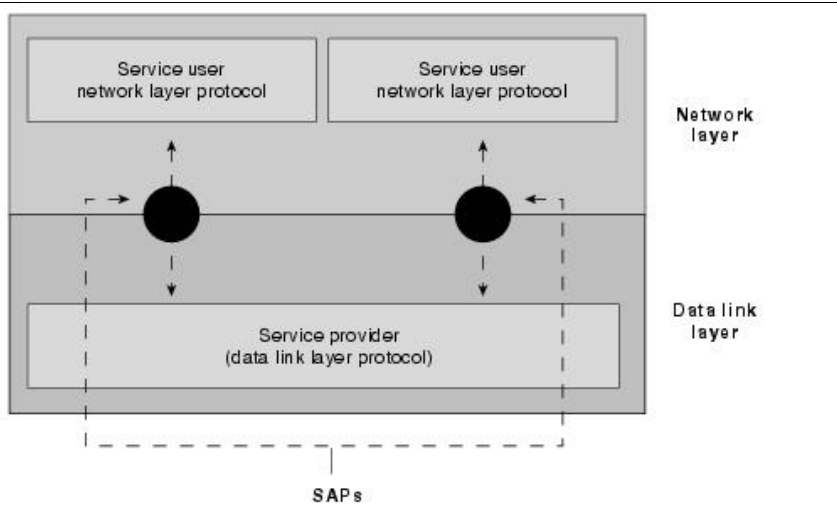 Service user
network layer protocol
Service user
network layer protocol
Network
layer
Service provider
(data link layer protocol)
Data link
layer
SAPs